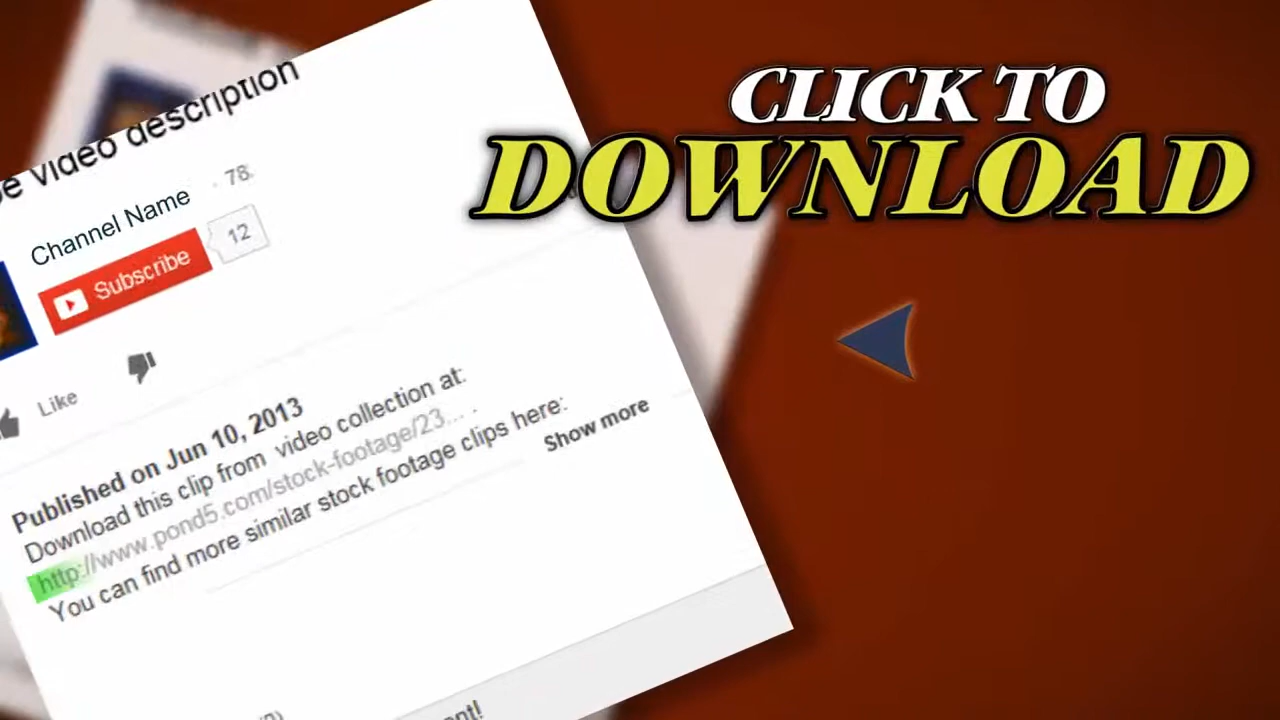 CLICK TO
DOWNLOAD
video description
Channel Name
78
Subscribe
12
Like
Published on Jun 10, 2013
Download this clip from video collection at:
http://www.pond5.com/stock-footage/23...
You can find more similar stock footage clips here:
Show more